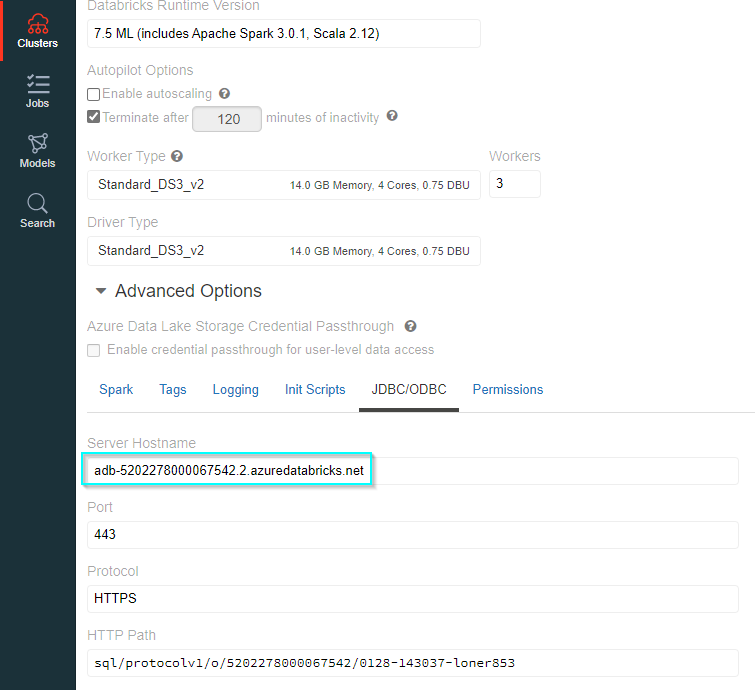 Clusters
Jobs
Models
Search
Databricks Runtime Version
7.5 ML (includes Apache Spark 3.0.1, Scala 2.12)
Autopilot Options
Enable autoscaling
Terminate after 120 minutes of inactivity
Worker Type Workers
Standard_DS3_v2 14.0 GB Memory, 4 Cores, 0.75 DBU 3
Driver Type
Standard_DS3_v2 14.0 GB Memory, 4 Cores, 0.75 DBU
Advanced Options
Azure Data Lake Storage Credential Passthrough
Enable credential passthrough for user-level data access
Spark Tags Logging Init Scripts JDBC/ODBC Permissions
Server Hostname
adb-5202278000067542.2.azuredatabricks.net
Port
443
Protocol
HTTPS
HTTP Path
sql/protocolv1/o/5202278000067542/0128-143037-loner853